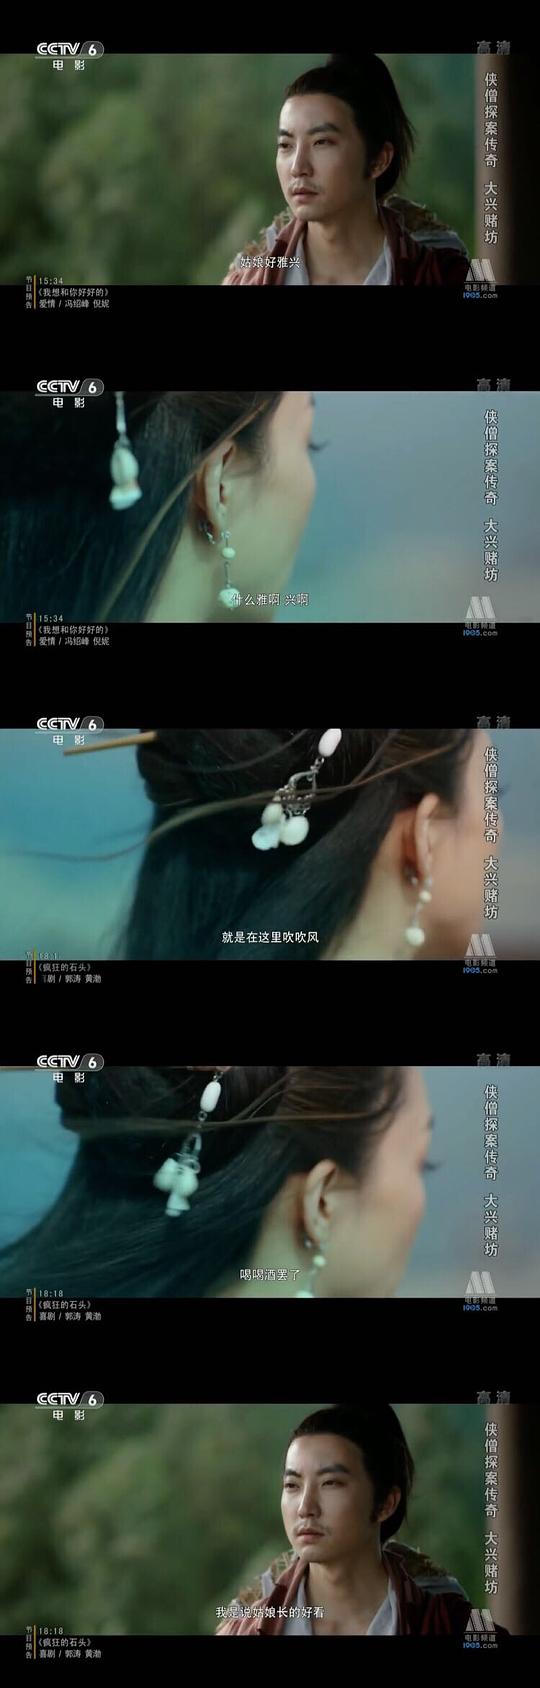 CCTV 6
电影
高清
侠僧探案传奇 大兴赌坊
姑娘好雅兴
节目预告
15:34
《我想和你好好的》
爱情 / 冯绍峰 倪妮
电影频道
1905.com
CCTV 6
电影
高清
侠僧探案传奇 大兴赌坊
什么雅啊 兴啊
节目预告
15:34
《我想和你好好的》
爱情 / 冯绍峰 倪妮
电影频道
1905.com
CCTV 6
电影
高清
侠僧探案传奇 大兴赌坊
就是在这里吹吹风
节目预告
18:1
《疯狂的石头》
剧 / 郭涛 黄渤
电影频道
1905.com
CCTV 6
电影
高清
侠僧探案传奇 大兴赌坊
喝喝酒罢了
节目预告
18:18
《疯狂的石头》
喜剧 / 郭涛 黄渤
电影频道
1905.com
CCTV 6
电影
高清
侠僧探案传奇 大兴赌坊
我是说姑娘长的好看
节目预告
18:18
《疯狂的石头》
喜剧 / 郭涛 黄渤
电影频道
1905.com